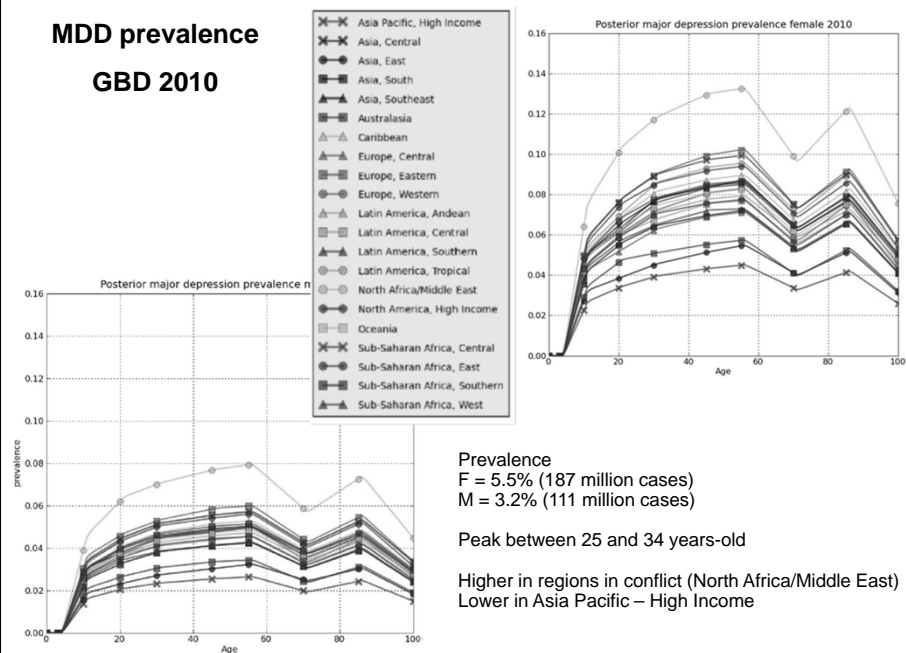 MDD prevalence
GBD 2010
Asia Pacific, High Income
Asia, Central
Asia, East
Asia, South
Asia, Southeast
Australasia
Caribbean
Europe, Central
Europe, Eastern
Europe, Western
Latin America, Andean
Latin America, Central
Latin America, Southern
Latin America, Tropical
North Africa/Middle East
North America, High Income
Oceania
Sub-Saharan Africa, Central
Sub-Saharan Africa, East
Sub-Saharan Africa, Southern
Sub-Saharan Africa, West
Posterior major depression prevalence female 2010
0.16
0.14
0.12
0.10
0.08
0.06
0.04
0.02
0.00
0 20 40 60 80 100
Age
Posterior major depression prevalence m
0.16
0.14
0.12
0.10
0.08
0.06
0.04
0.02
0.00
prevalence
0 20 40 60 80 100
Age
Prevalence
F = 5.5% (187 million cases)
M = 3.2% (111 million cases)
Peak between 25 and 34 years-old
Higher in regions in conflict (North Africa/Middle East)
Lower in Asia Pacific – High Income